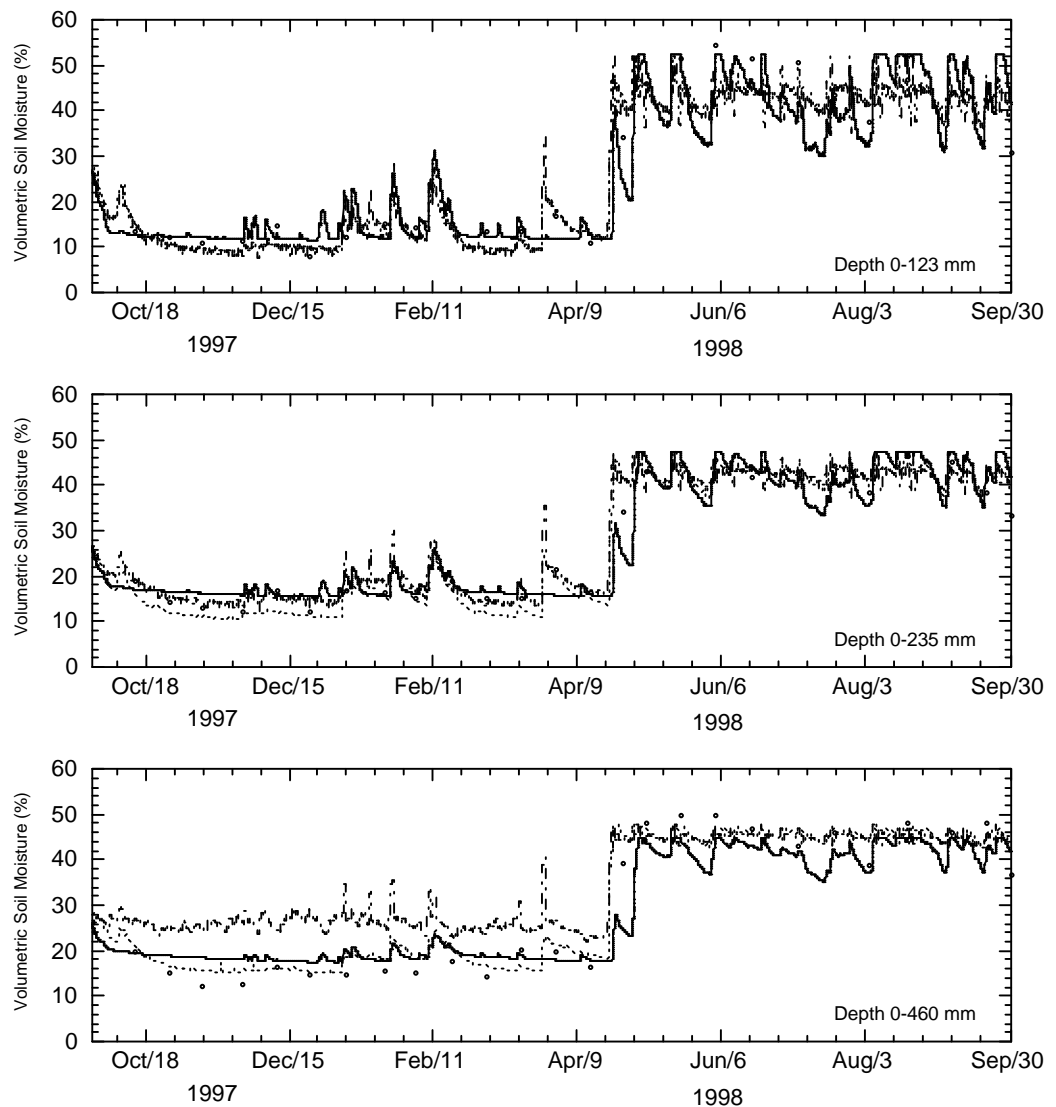 60
50
40
30
20
10
0
Volumetric Soil Moisture (%)
Depth 0-123 mm
Oct/18 Dec/15 Feb/11 Apr/9 Jun/6 Aug/3 Sep/30
1997 1998
60
50
40
30
20
10
0
Volumetric Soil Moisture (%)
Depth 0-235 mm
Oct/18 Dec/15 Feb/11 Apr/9 Jun/6 Aug/3 Sep/30
1997 1998
60
50
40
30
20
10
0
Volumetric Soil Moisture (%)
Depth 0-460 mm
Oct/18 Dec/15 Feb/11 Apr/9 Jun/6 Aug/3 Sep/30
1997 1998